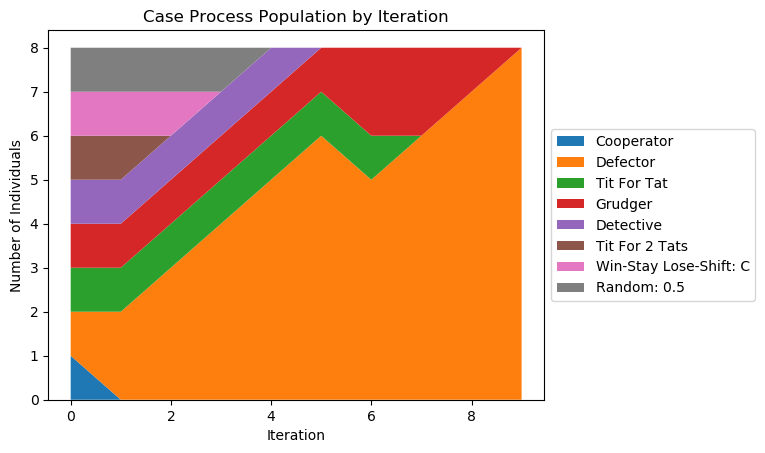 Case Process Population by Iteration
Number of Individuals
8
7
6
5
4
3
2
1
0
0 2 4 6 8
Iteration
Cooperator
Defector
Tit For Tat
Grudger
Detective
Tit For 2 Tats
Win-Stay Lose-Shift: C
Random: 0.5